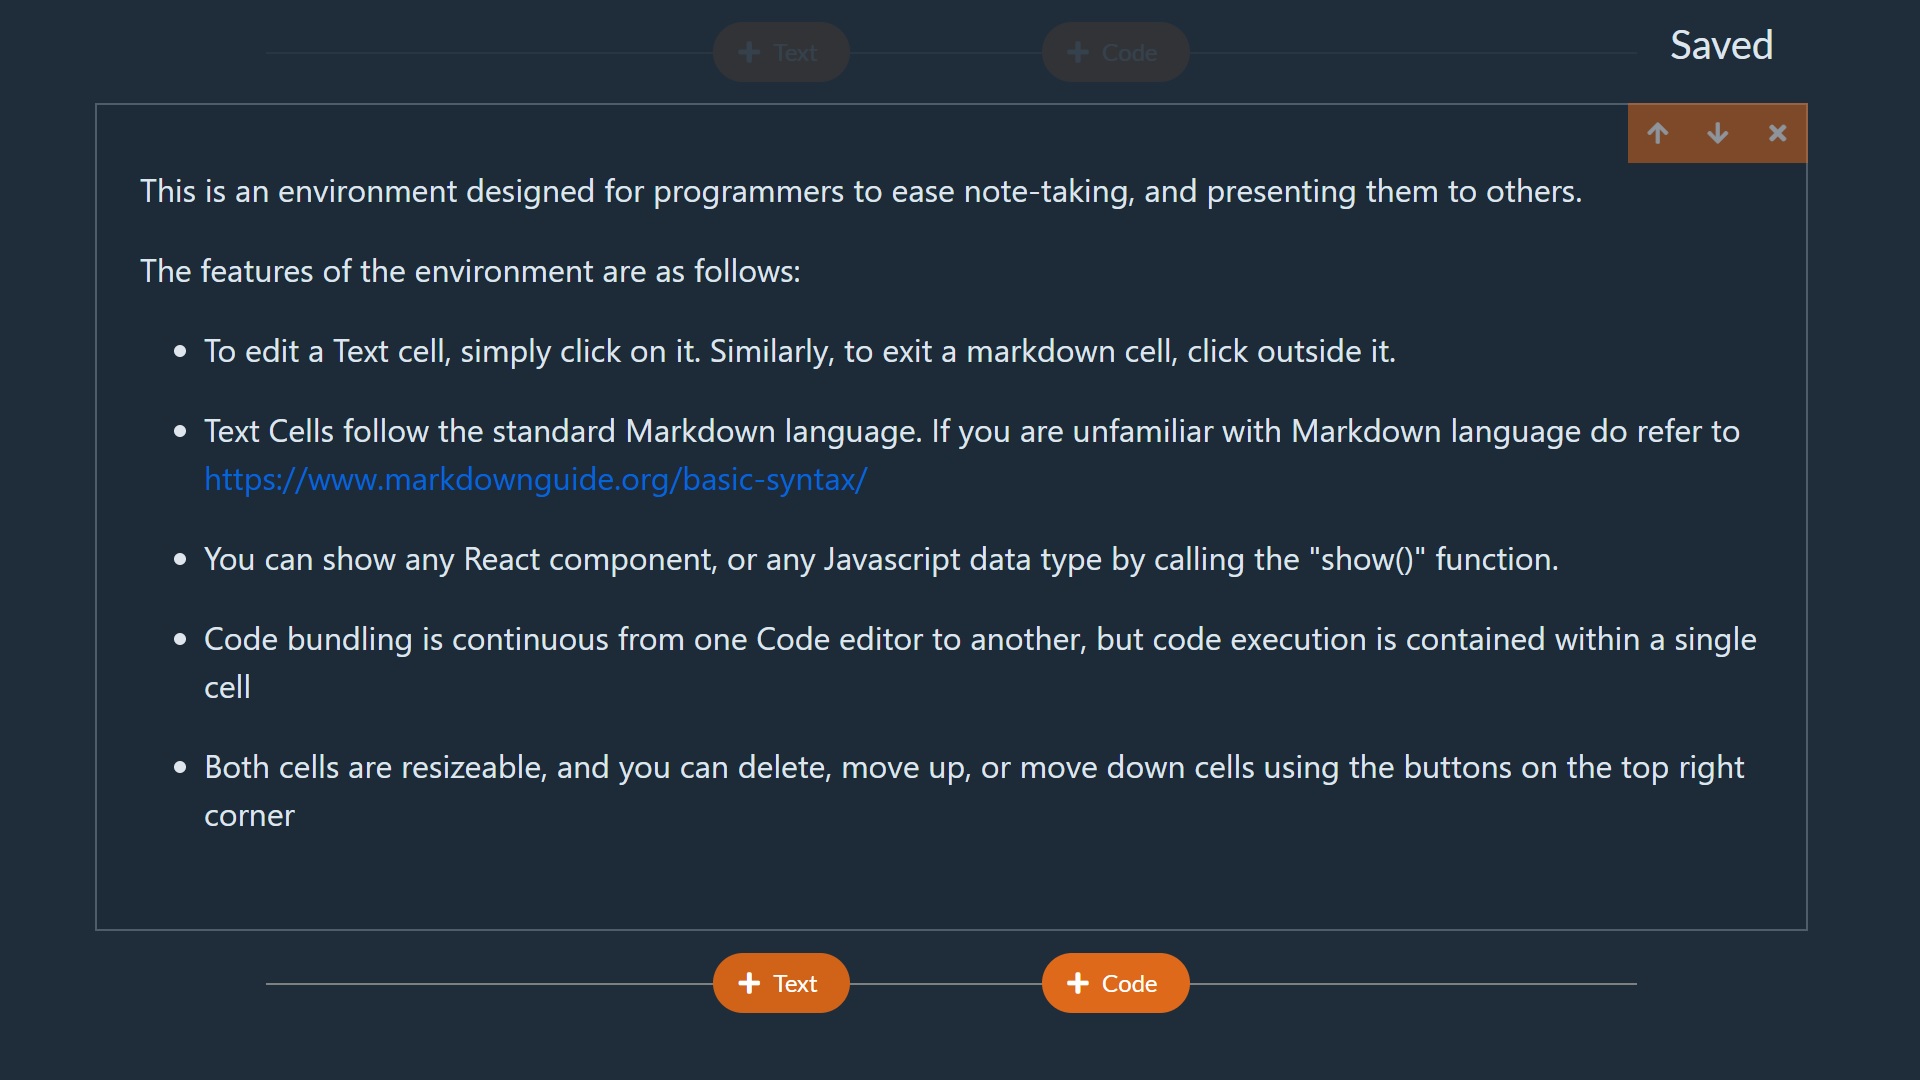 Text Code Saved
This is an environment designed for programmers to ease note-taking, and presenting them to others.
The features of the environment are as follows:
To edit a Text cell, simply click on it. Similarly, to exit a markdown cell, click outside it.
Text Cells follow the standard Markdown language. If you are unfamiliar with Markdown language do refer to
https://www.markdownguide.org/basic-syntax/
You can show any React component, or any Javascript data type by calling the "show()" function.
Code bundling is continuous from one Code editor to another, but code execution is contained within a single
cell
Both cells are resizeable, and you can delete, move up, or move down cells using the buttons on the top right
corner
Text Code